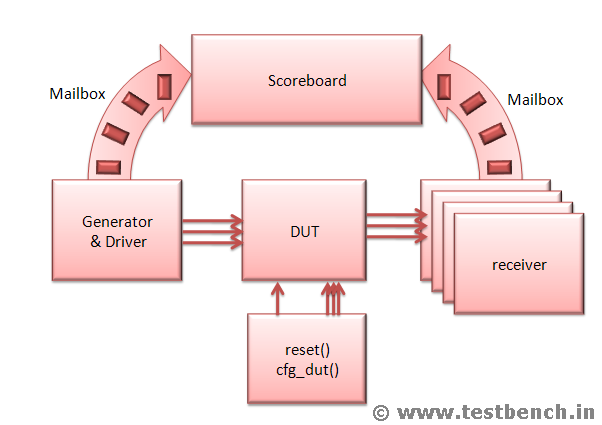 Scoreboard
Mailbox
Mailbox
Generator
& Driver
DUT
receiver
reset()
cfg_dut()
© www.testbench.in